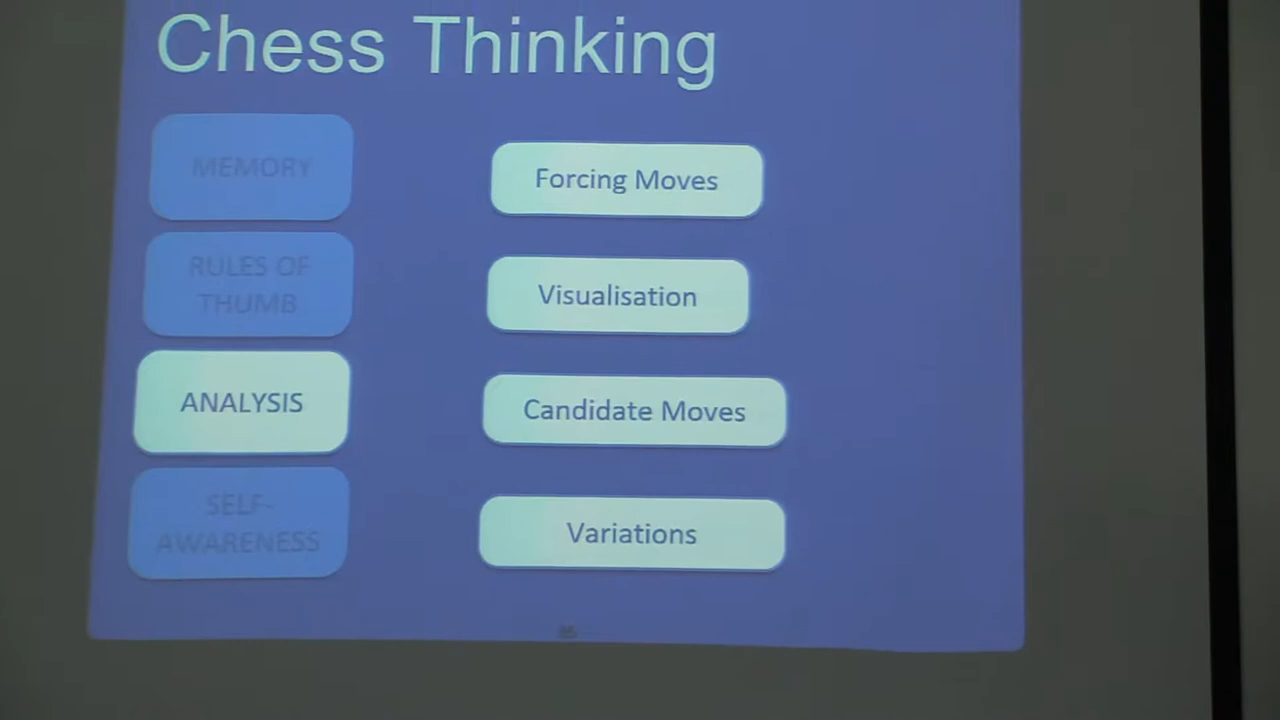 Chess Thinking
MEMORY
RULES OF
THUMB
ANALYSIS
SELF-
AWARENESS
Forcing Moves
Visualisation
Candidate Moves
Variations